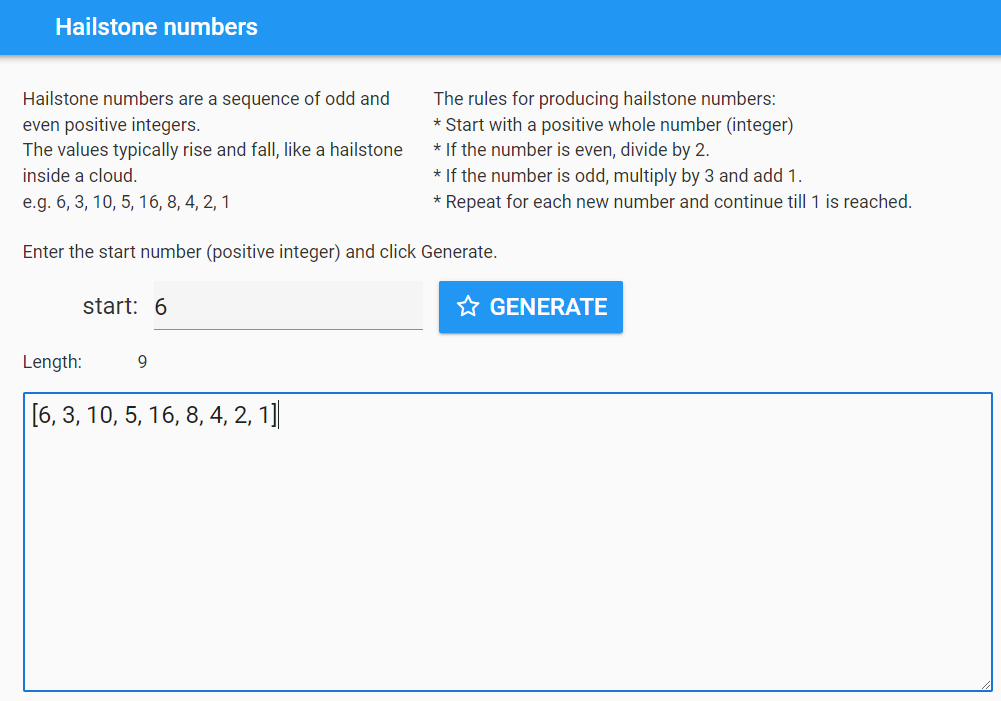 Hailstone numbers
Hailstone numbers are a sequence of odd and
even positive integers.
The values typically rise and fall, like a hailstone
inside a cloud.
e.g. 6, 3, 10, 5, 16, 8, 4, 2, 1
The rules for producing hailstone numbers:
* Start with a positive whole number (integer)
* If the number is even, divide by 2.
* If the number is odd, multiply by 3 and add 1.
* Repeat for each new number and continue till 1 is reached.
Enter the start number (positive integer) and click Generate.
start: 6 GENERATE
Length: 9
[6, 3, 10, 5, 16, 8, 4, 2, 1]